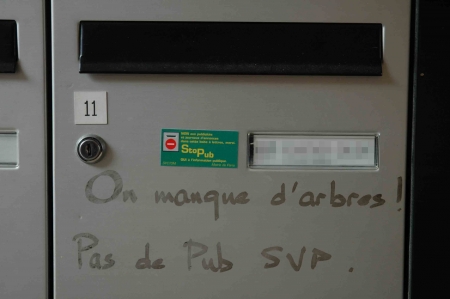 11
Stop Pub
On manque d'arbres !
Pas de Pub SVP.